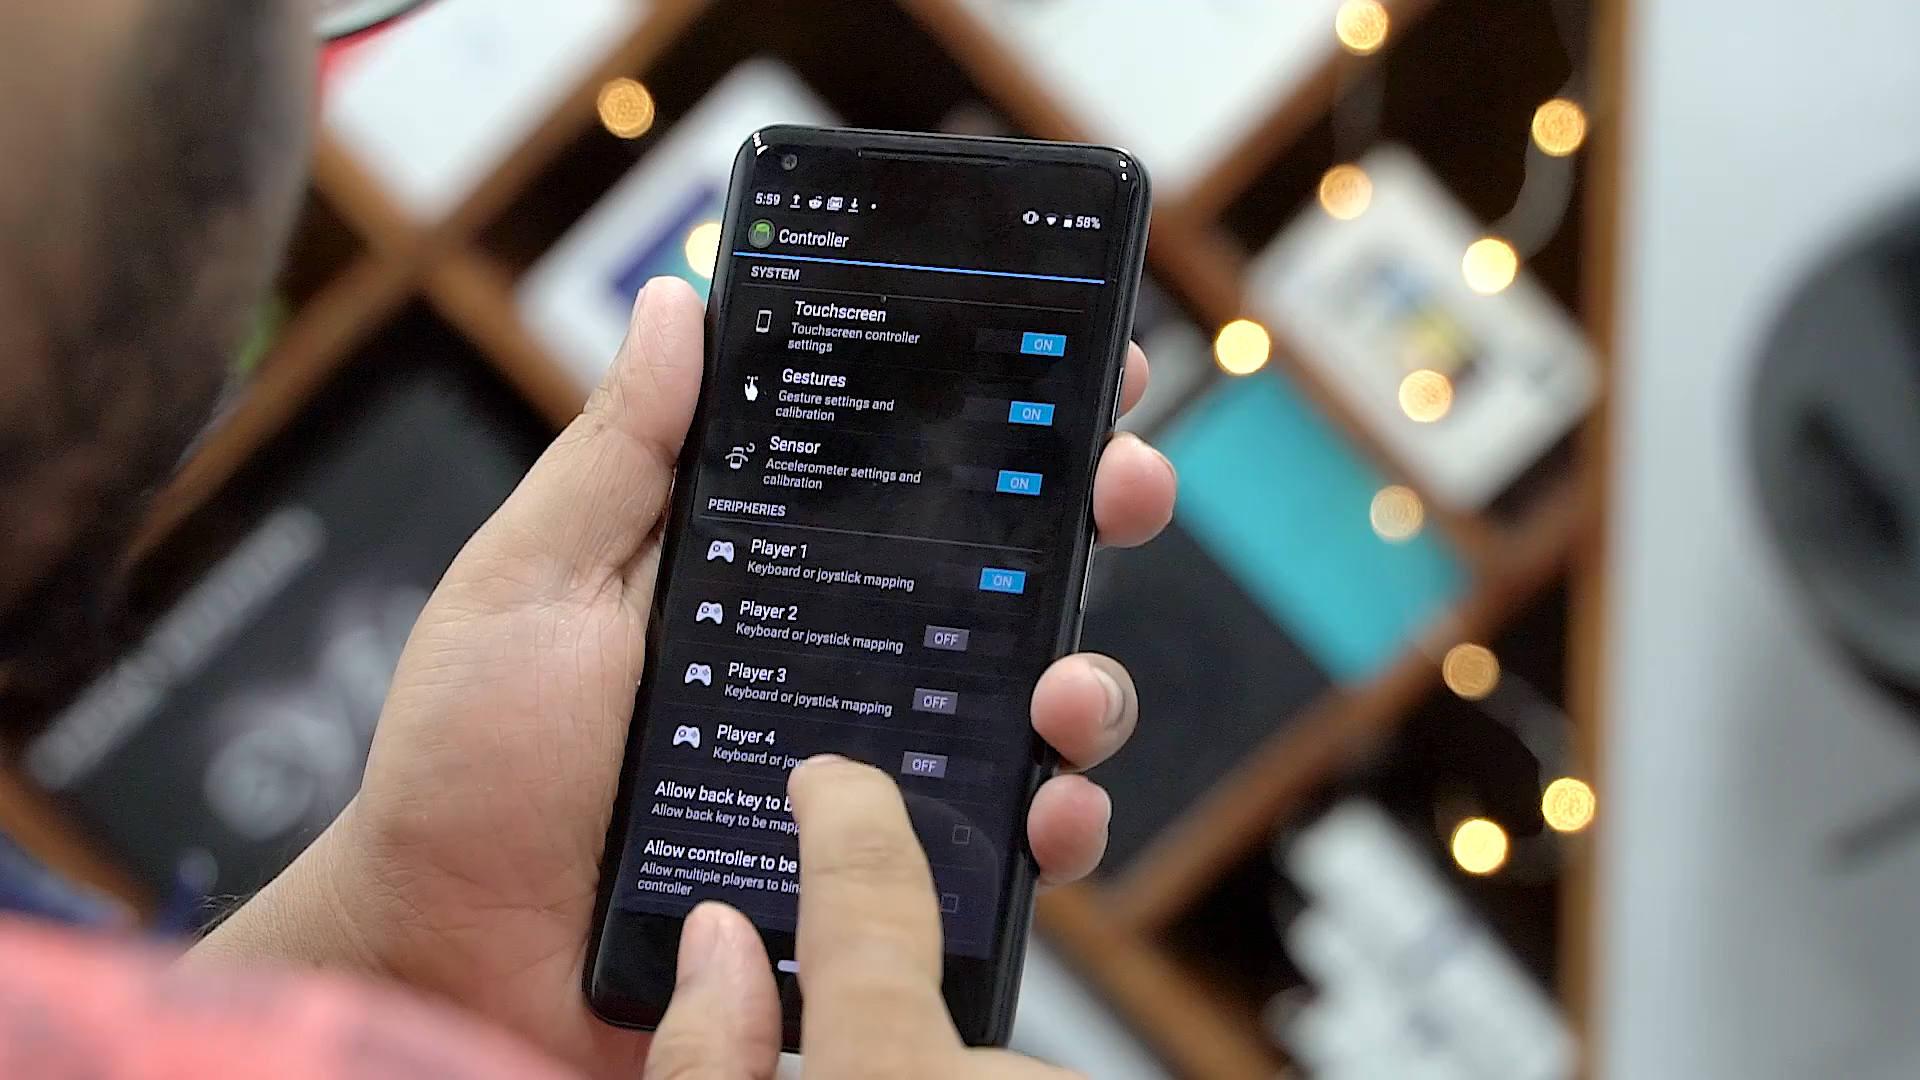 5:59
58%
Controller
SYSTEM
Touchscreen
Touchscreen controller
settings
ON
Gestures
Gesture settings and
calibration
ON
Sensor
Accelerometer settings and
calibration
ON
PERIPHERIES
Player 1
Keyboard or joystick mapping
ON
Player 2
Keyboard or joystick mapping
OFF
Player 3
Keyboard or joystick mapping
OFF
Player 4
Keyboard or
OFF
Allow back key to
Allow back key to be
Allow controller to be
Allow multiple players to
controller